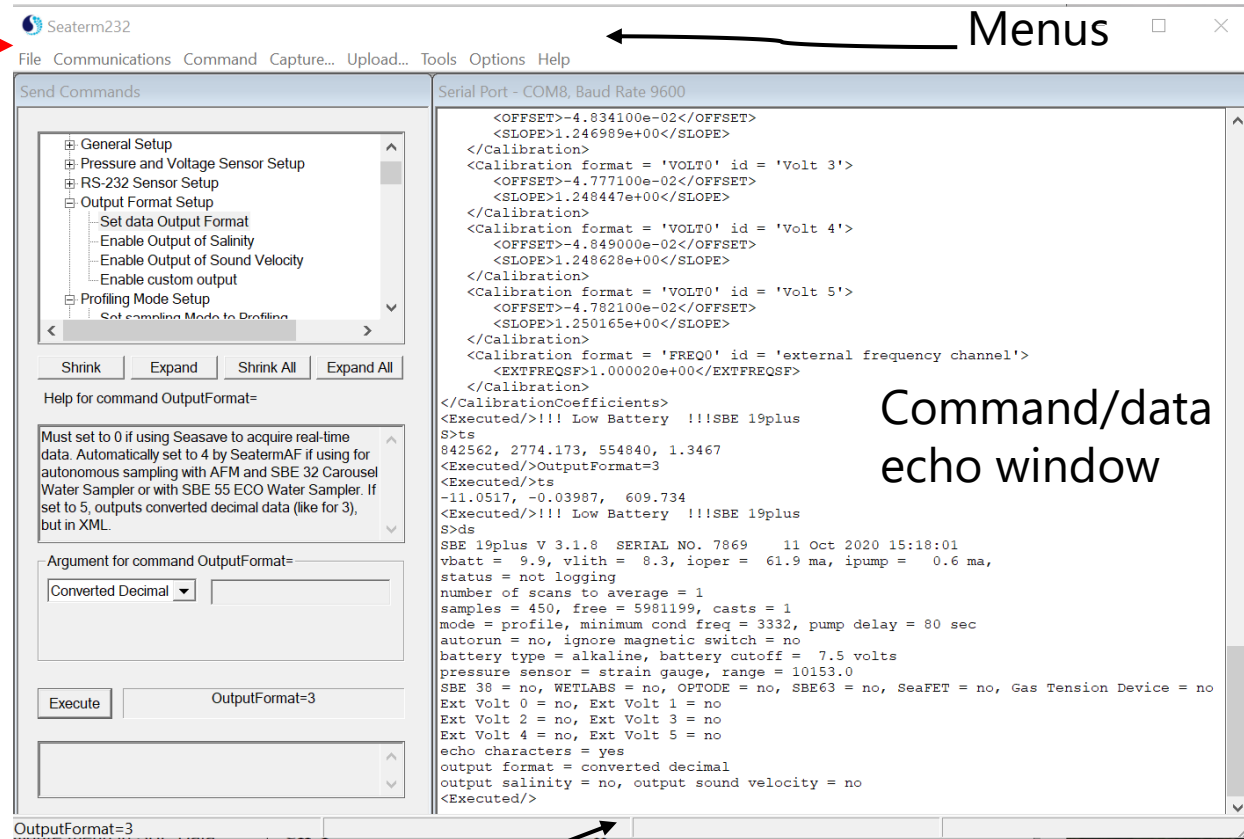 Seaterm232
Menus
File Communications Command Capture... Upload... Tools Options Help
Send Commands
General Setup
Pressure and Voltage Sensor Setup
RS-232 Sensor Setup
Output Format Setup
Set data Output Format
Enable Output of Salinity
Enable Output of Sound Velocity
Enable custom output
Profiling Mode Setup
Set sampling Mode to Profiling
Shrink Expand Shrink All Expand All
Help for command OutputFormat=
Must set to 0 if using Seasave to acquire real-time
data. Automatically set to 4 by SeatermAF if using for
autonomous sampling with AFM and SBE 32 Carousel
Water Sampler or with SBE 55 ECO Water Sampler. If
set to 5, outputs converted decimal data (like for 3),
but in XML.
Argument for command OutputFormat=
Converted Decimal
Execute OutputFormat=3
Serial Port - COM8, Baud Rate 9600
<OFFSET>-4.834100e-02</OFFSET>
<SLOPE>1.246989e+00</SLOPE>
</Calibration>
<Calibration format = 'VOLT0' id = 'Volt 3'>
<OFFSET>-4.777100e-02</OFFSET>
<SLOPE>1.248447e+00</SLOPE>
</Calibration>
<Calibration format = 'VOLT0' id = 'Volt 4'>
<OFFSET>-4.849000e-02</OFFSET>
<SLOPE>1.248628e+00</SLOPE>
</Calibration>
<Calibration format = 'VOLT0' id = 'Volt 5'>
<OFFSET>-4.782100e-02</OFFSET>
<SLOPE>1.250165e+00</SLOPE>
</Calibration>
<Calibration format = 'FREQ0' id = 'external frequency channel'>
<EXTFREQSF>1.000020e+00</EXTFREQSF>
</Calibration>
</CalibrationCoefficients>
<Executed/>!!! Low Battery !!!SBE 19plus
S>ts
842562, 2774.173, 554840, 1.3467
<Executed/>OutputFormat=3
<Executed/>ts
-11.0517, -0.03987, 609.734
<Executed/>!!! Low Battery !!!SBE 19plus
S>ds
SBE 19plus V 3.1.8 SERIAL NO. 7869 11 Oct 2020 15:18:01
vbatt = 9.9, vlith = 8.3, ioper = 61.9 ma, ipump = 0.6 ma,
status = not logging
number of scans to average = 1
samples = 450, free = 5981199, casts = 1
mode = profile, minimum cond freq = 3332, pump delay = 80 sec
autorun = no, ignore magnetic switch = no
battery type = alkaline, battery cutoff = 7.5 volts
pressure sensor = strain gauge, range = 10153.0
SBE 38 = no, WETLABS = no, OPTODE = no, SBE63 = no, SeaFET = no, Gas Tension Device = no
Ext Volt 0 = no, Ext Volt 1 = no
Ext Volt 2 = no, Ext Volt 3 = no
Ext Volt 4 = no, Ext Volt 5 = no
echo characters = yes
output format = converted decimal
output salinity = no, output sound velocity = no
<Executed/>
Command/data
echo window
OutputFormat=3